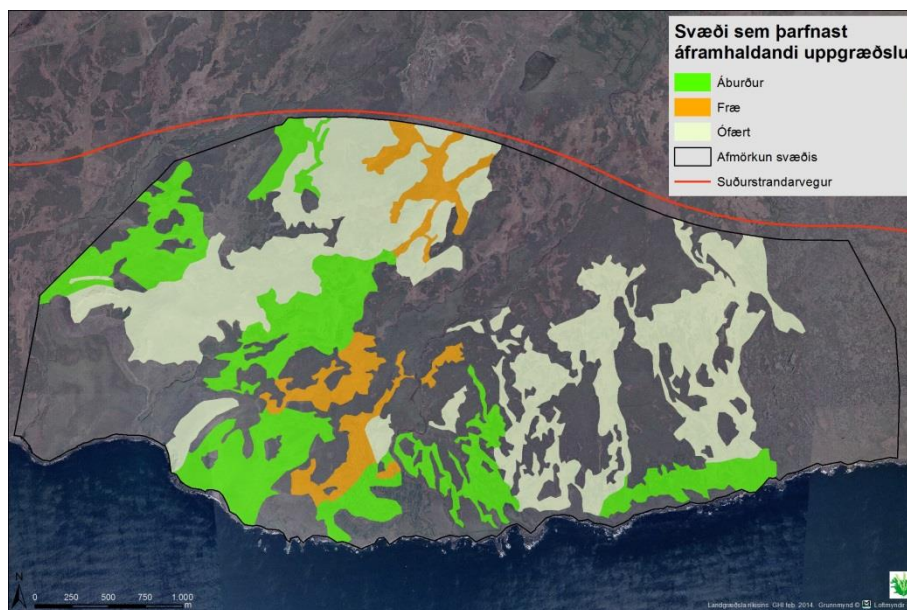 Svæði sem þarfnast
áframhaldandi uppgræðslu
Áburður
Fræ
Ófært
Afmörkun svæðis
Suðurstrandarvegur
N
0 250 500 750 1.000
m
Landgræðsla ríkisins GHI feb. 2014. Grunnmynd © Loftmyndir